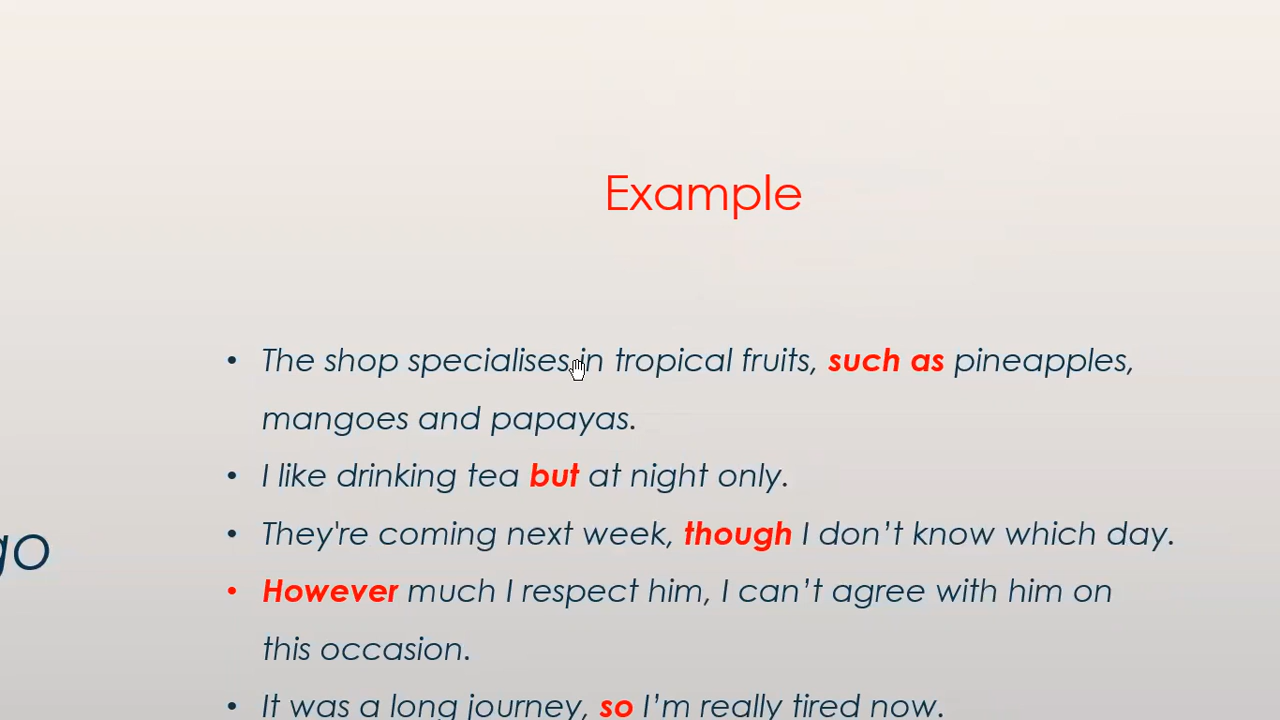 Example
• The shop specialises in tropical fruits, such as pineapples,
mangoes and papayas.
• I like drinking tea but at night only.
• They're coming next week, though I don’t know which day.
go
• However much I respect him, I can’t agree with him on
this occasion.
• It was a long journey, so I’m really tired now.